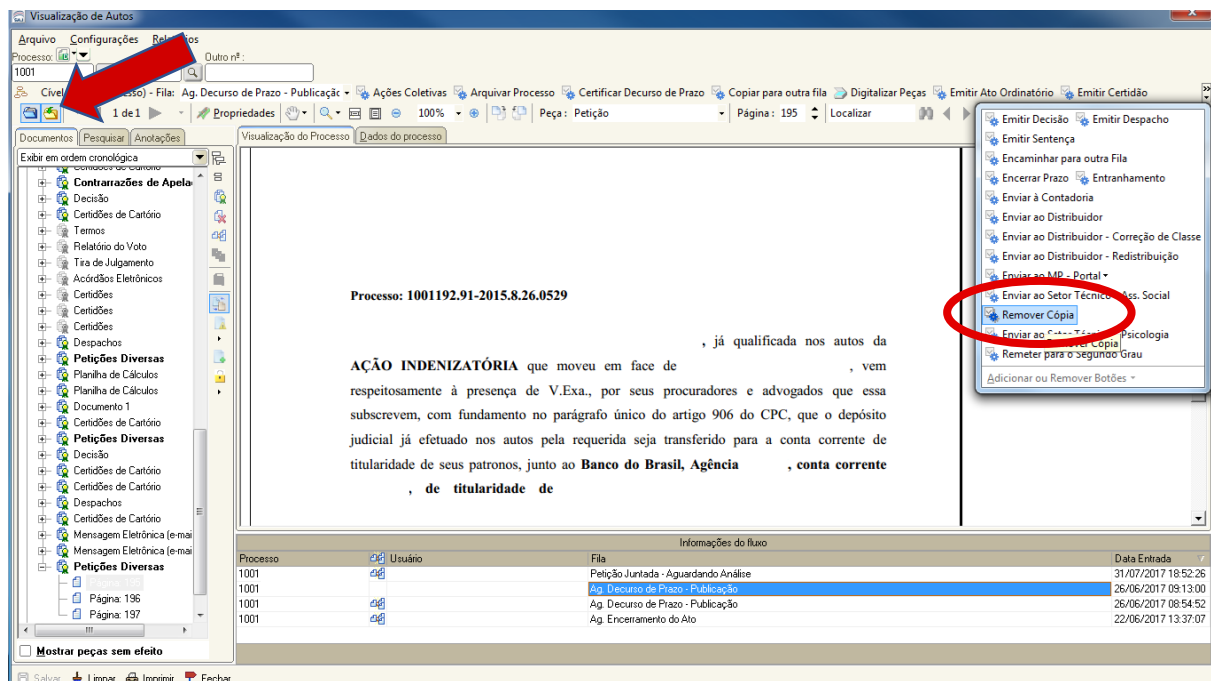 Visualização de Autos
Arquivo Configurações
Processo:
Outro nº :
1001
Fila: Ag. Decurso de Prazo - Publicaçãc Ações Coletivas Arquivar Processo Certificar Decurso de Prazo Copiar para outra fila Digitalizar Peças Emitir Ato Ordinatório Emitir Certidão
1 de 1 Propriedades 100% Peça : Petição Página : 195 Localizar
Documentos Pesquisar Anotações
Visualização do Processo Dados do processo
Exibir em ordem cronológica
Certidões de Cartório
Contrarrazões de Apela
Decisão
Certidões de Cartório
Termos
Relatório do Voto
Tira de Julgamento
Acórdãos Eletrônicos
Certidões
Certidões
Certidões
Despachos
Petições Diversas
Planilha de Cálculos
Planilha de Cálculos
Documento 1
Certidões de Cartório
Petições Diversas
Decisão
Certidões de Cartório
Certidões de Cartório
Despachos
Certidões de Cartório
Mensagem Eletrônica (e-mai
Mensagem Eletrônica (e-mai
Petições Diversas
Página: 195
Página: 196
Página: 197
Mostrar peças sem efeito
Salvar Limpar Imprimir Fechar
Processo: 1001192.91-2015.8.26.0529
, já qualificada nos autos da
AÇÃO INDENIZATÓRIA que moveu em face de , vem
respeitosamente à presença de V.Exa., por seus procuradores e advogados que essa
subscrevem, com fundamento no parágrafo único do artigo 906 do CPC, que o depósito
judicial já efetuado nos autos pela requerida seja transferido para a conta corrente de
titularidade de seus patronos, junto ao Banco do Brasil, Agência , conta corrente
, de titularidade de
Emitir Decisão Emitir Despacho
Emitir Sentença
Encaminhar para outra Fila
Encerrar Prazo Entranhamento
Enviar à Contadoria
Enviar ao Distribuidor
Enviar ao Distribuidor - Correção de Classe
Enviar ao Distribuidor - Redistribuição
Enviar ao MP - Portal
Enviar ao Setor Técnico - Ass. Social
Remover Cópia
Enviar ao Setor Técnico - Psicologia
Remover Cópia
Remeter para o Segundo Grau
Adicionar ou Remover Botões
Informações do fluxo
Processo Usuário Fila Data Entrada
1001 Petição Juntada - Aguardando Análise 31/07/2017 18:52:26
1001 Ag. Decurso de Prazo - Publicação 26/06/2017 09:13:00
1001 Ag. Decurso de Prazo - Publicação 26/06/2017 08:54:52
1001 Ag. Encerramento do Ato 22/06/2017 13:37:07